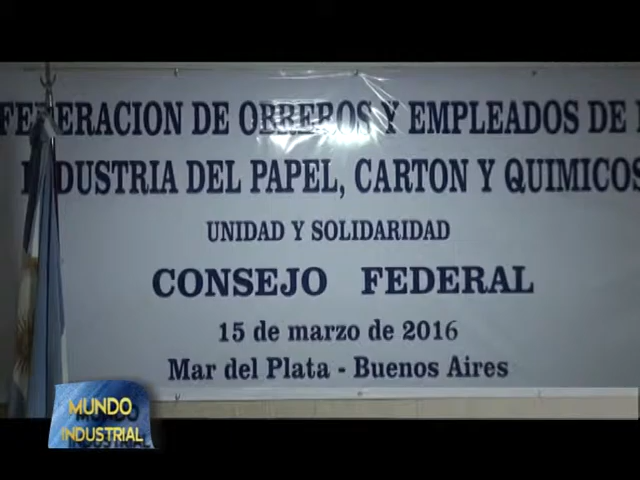 FEDERACION DE OBREROS Y EMPLEADOS DE
INDUSTRIA DEL PAPEL, CARTON Y QUIMICOS
UNIDAD Y SOLIDARIDAD
CONSEJO FEDERAL
15 de marzo de 2016
Mar del Plata - Buenos Aires
MUNDO
INDUSTRIAL